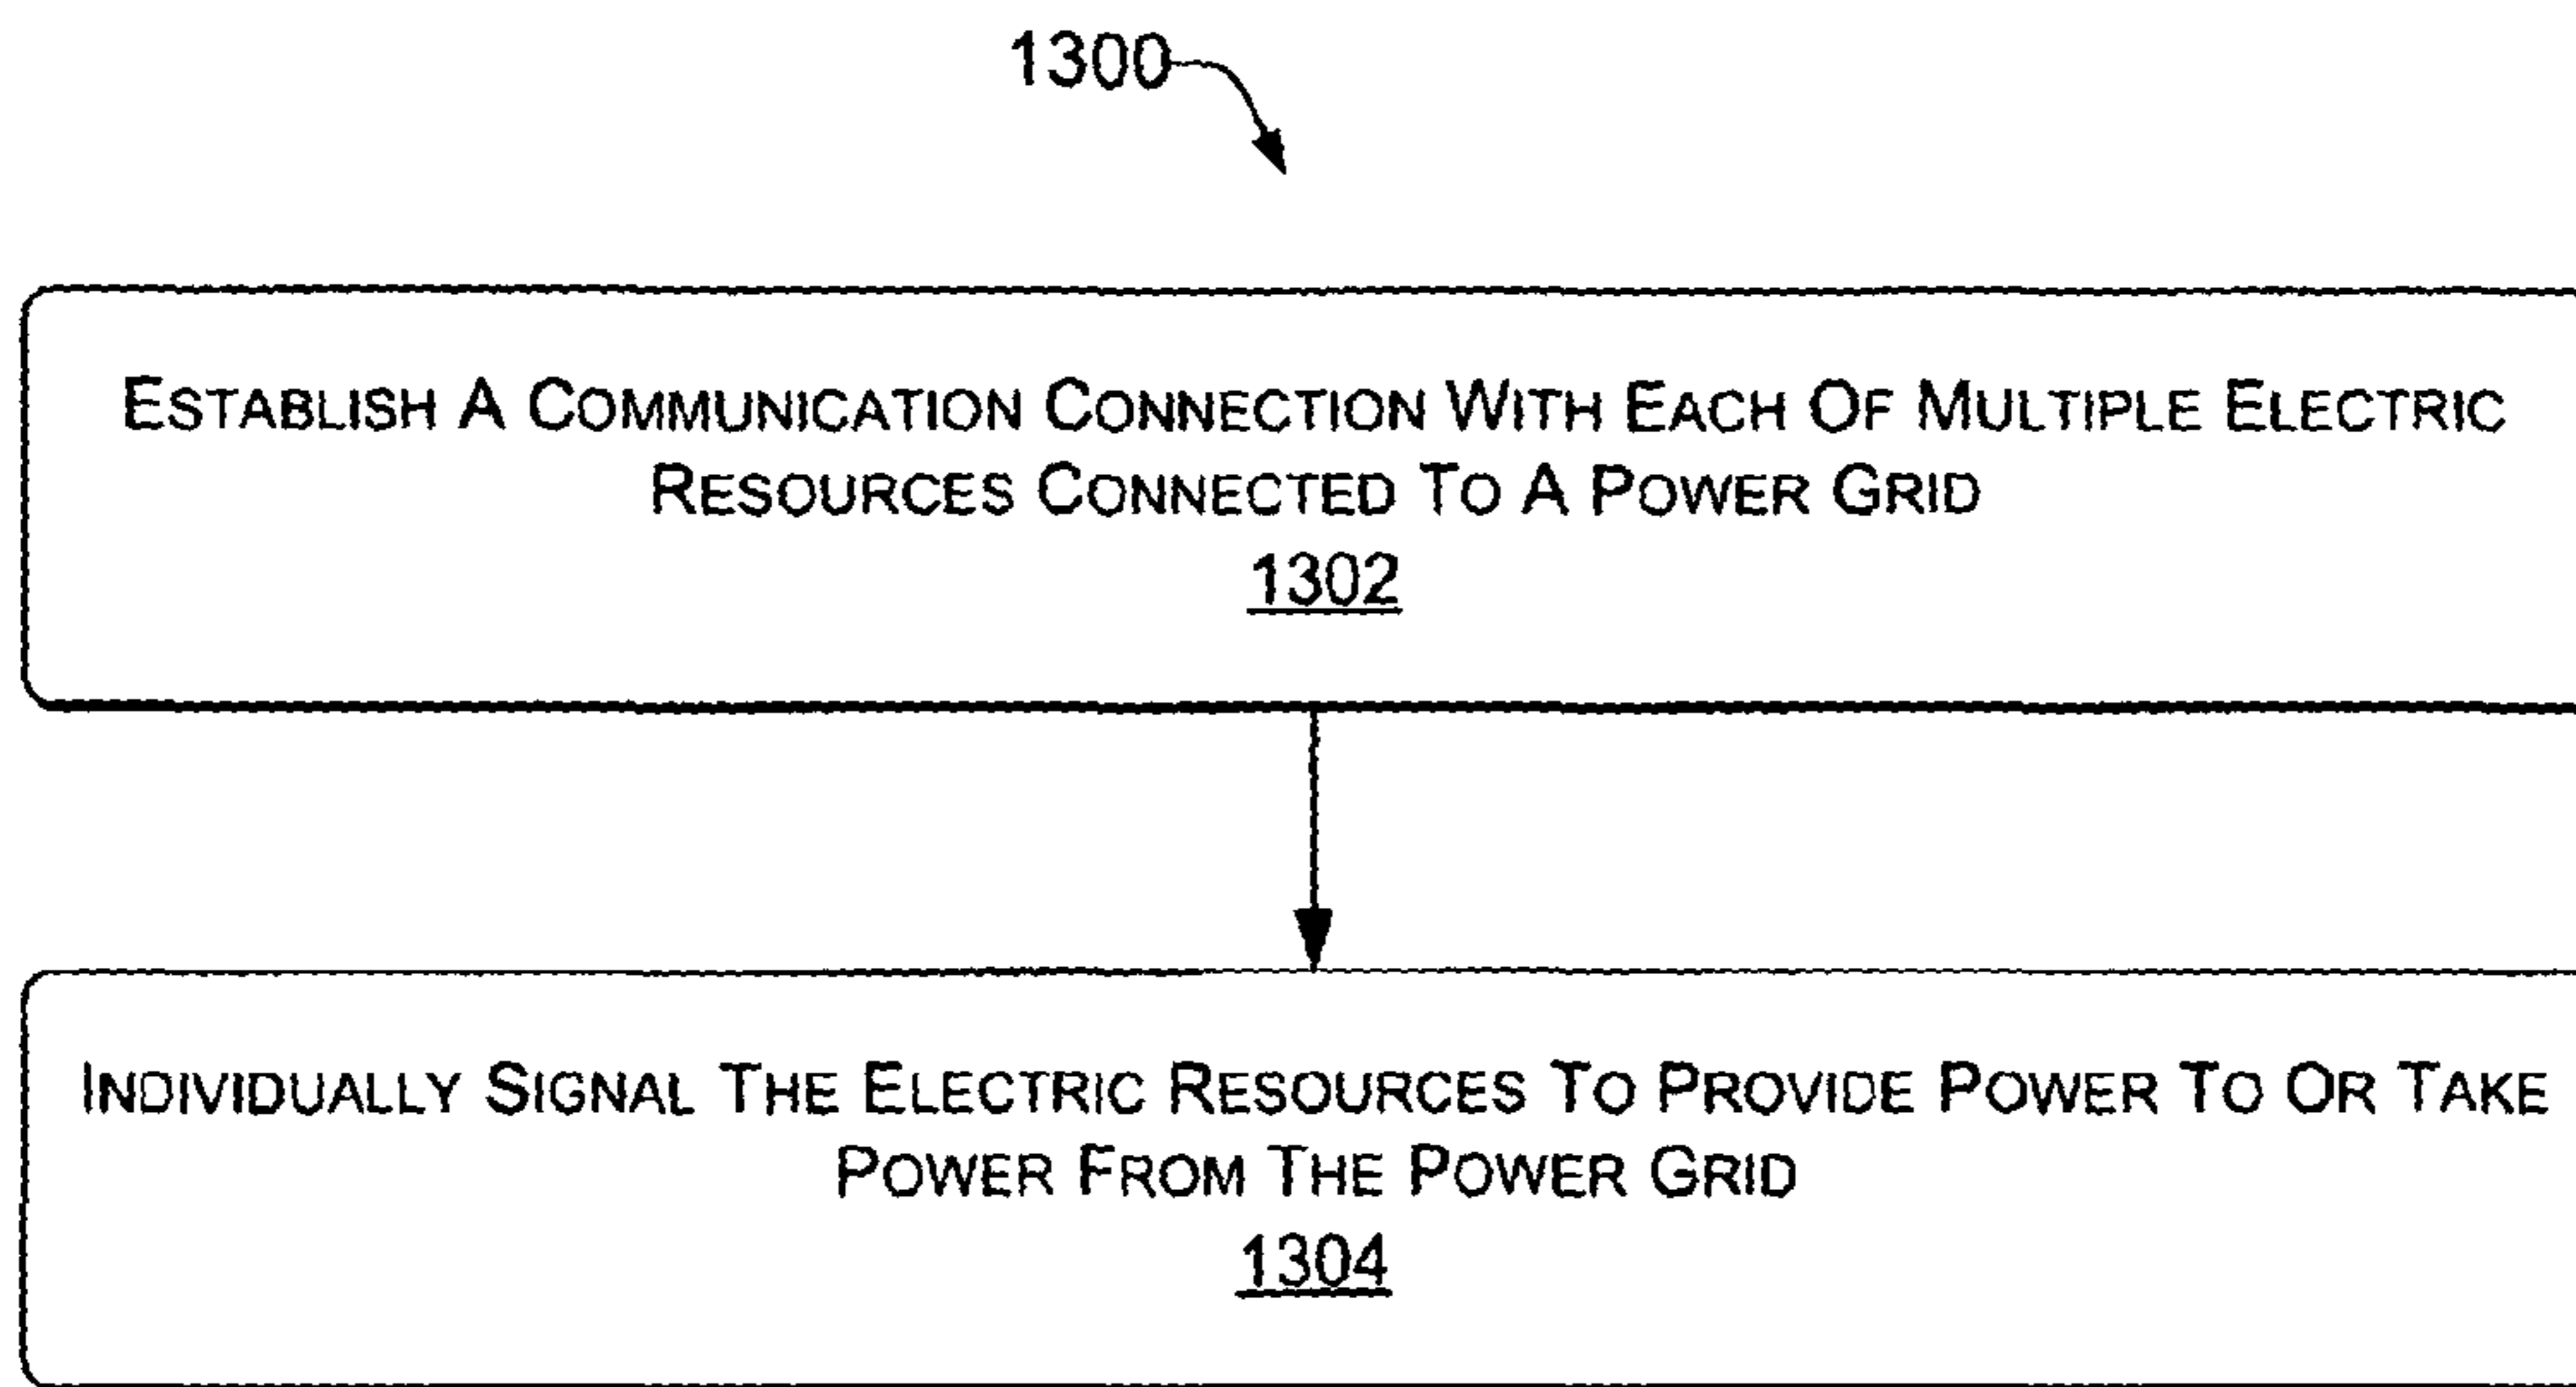 1300
ESTABLISH A COMMUNICATION CONNECTION WITH EACH OF MULTIPLE ELECTRIC
RESOURCES CONNECTED TO A POWER GRID
1302
INDIVIDUALLY SIGNAL THE ELECTRIC RESOURCES TO PROVIDE POWER TO OR TAKE
POWER FROM THE POWER GRID
1304